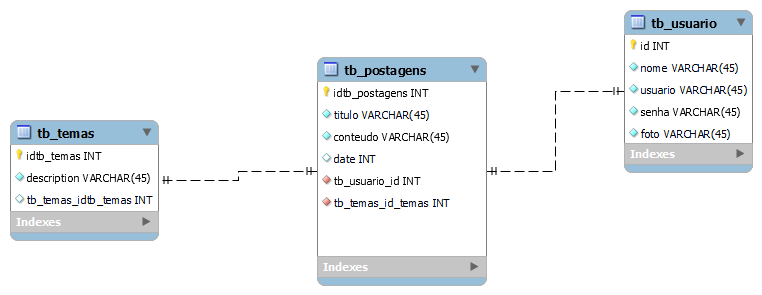 tb_temas
idtb_temas INT
description VARCHAR(45)
tb_temas_idtb_temas INT
Indexes
tb_postagens
idtb_postagens INT
titulo VARCHAR(45)
conteudo VARCHAR(45)
date INT
tb_usuario_id INT
tb_temas_id_temas INT
Indexes
tb_usuario
id INT
nome VARCHAR(45)
usuario VARCHAR(45)
senha VARCHAR(45)
foto VARCHAR(45)
Indexes